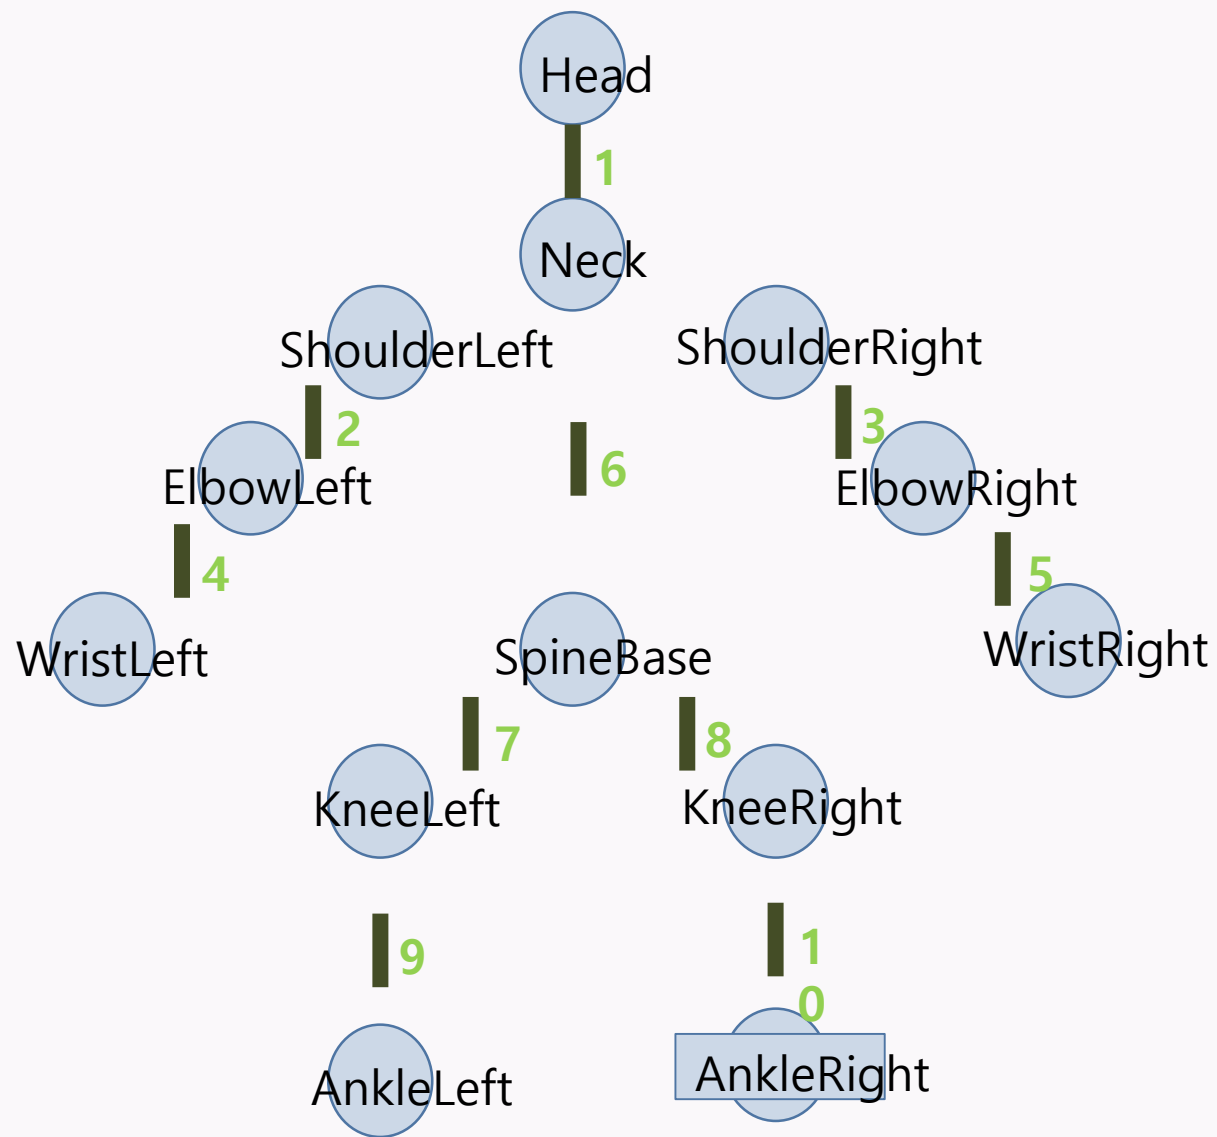 Head
1
Neck
ShoulderLeft
ShoulderRight
2
3
6
ElbowLeft
ElbowRight
4
5
WristLeft
SpineBase
WristRight
7
8
KneeLeft
KneeRight
9
1
0
AnkleLeft
AnkleRight